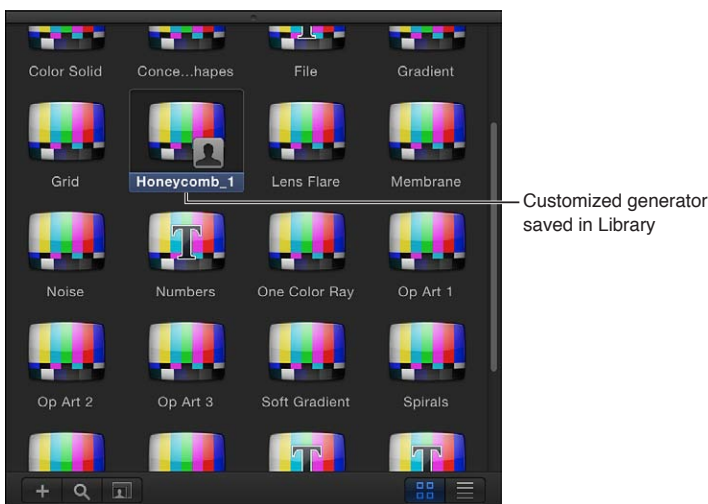 Color Solid
Conce...hapes
File
Gradient
Grid
Honeycomb_1
Lens Flare
Membrane
Customized generator
saved in Library
Noise
T
Numbers
One Color Ray
Op Art 1
Op Art 2
Op Art 3
Soft Gradient
Spirals
T
T